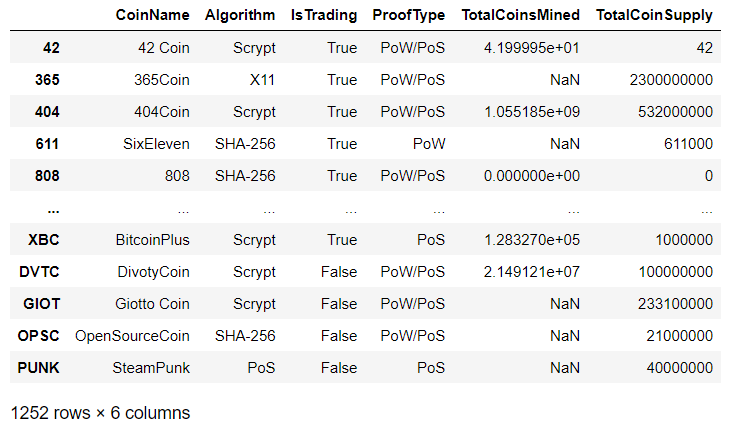 CoinName Algorithm IsTrading ProofType TotalCoinsMined TotalCoinSupply
42 42 Coin Scrypt True PoW/PoS 4.199995e+01 42
365 365Coin X11 True PoW/PoS NaN 2300000000
404 404Coin Scrypt True PoW/PoS 1.055185e+09 532000000
611 SixEleven SHA-256 True PoW NaN 611000
808 808 SHA-256 True PoW/PoS 0.000000e+00 0
... ... ... ... ... ... ...
XBC BitcoinPlus Scrypt True PoS 1.283270e+05 1000000
DVTC DivotyCoin Scrypt False PoW/PoS 2.149121e+07 100000000
GIOT Giotto Coin Scrypt False PoW/PoS NaN 233100000
OPSC OpenSourceCoin SHA-256 False PoW/PoS NaN 21000000
PUNK SteamPunk PoS False PoS NaN 40000000
1252 rows × 6 columns